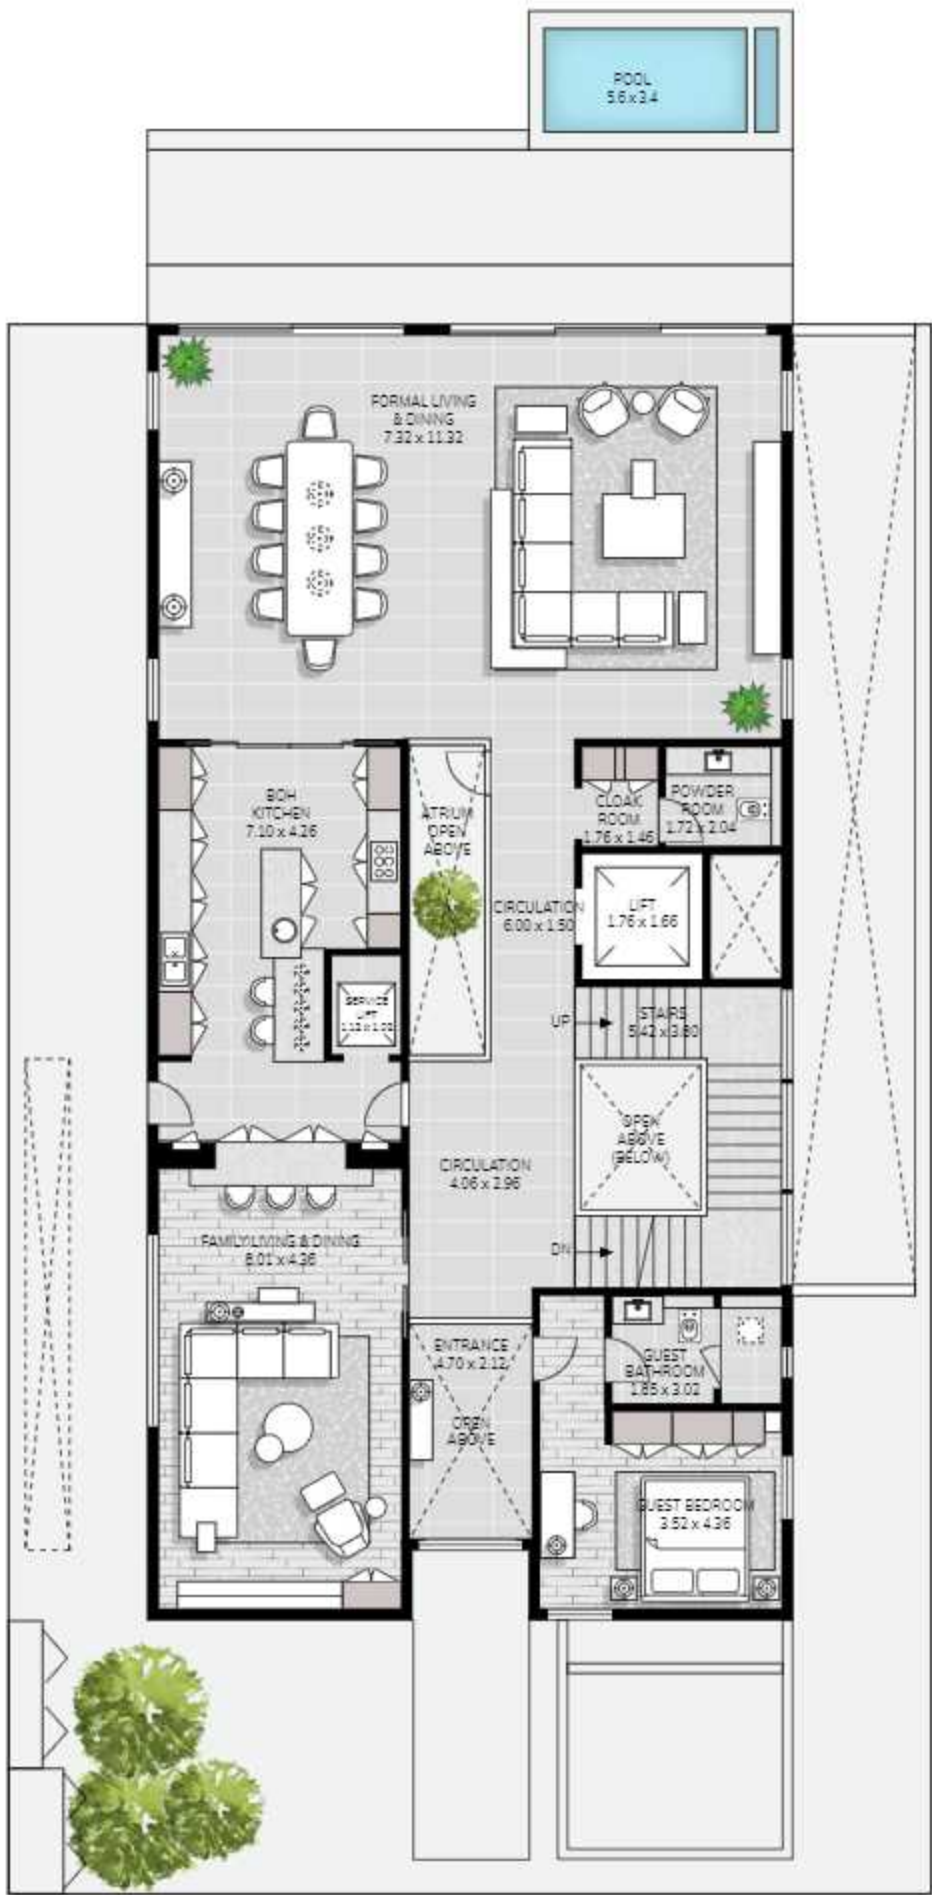 POOL
5.6 x 3.4
FORMAL LIVING
& DINING
7.32 x 11.32
BOH
KITCHEN
7.10 x 4.26
ATRIUM
OPEN
ABOVE
CLOAK
ROOM
1.76 x 1.46
POWDER
ROOM
1.72 x 2.04
CIRCULATION
6.00 x 1.50
LIFT
1.76 x 1.66
SERVICE
LIFT
UP
STAIRS
5.42 x 3.80
OPEN
ABOVE
(BELOW)
CIRCULATION
4.06 x 2.96
DN
FAMILY LIVING & DINING
8.01 x 4.36
ENTRANCE
4.70 x 2.12
OPEN
ABOVE
GUEST
BATHROOM
1.85 x 3.02
GUEST BEDROOM
3.52 x 4.36